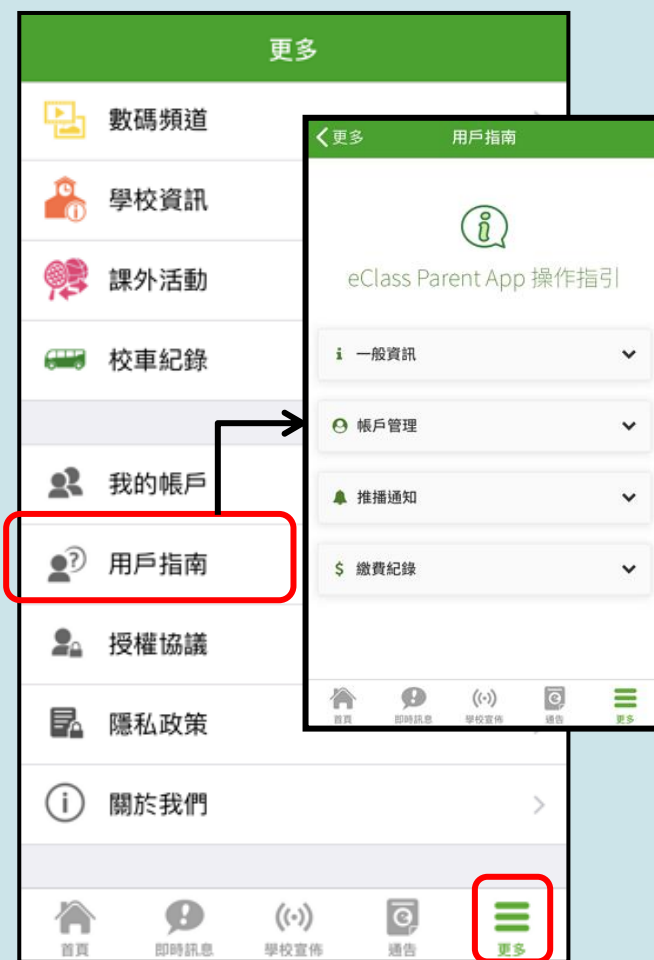 更多
數碼頻道
學校資訊
課外活動
校車紀錄
我的帳戶
用戶指南
授權協議
隱私政策
關於我們
首頁 即時訊息 學校宣佈 通告 更多
更多 用戶指南
eClass Parent App 操作指引
一般資訊
帳戶管理
推播通知
繳費紀錄
首頁 即時訊息 學校宣佈 通告 更多